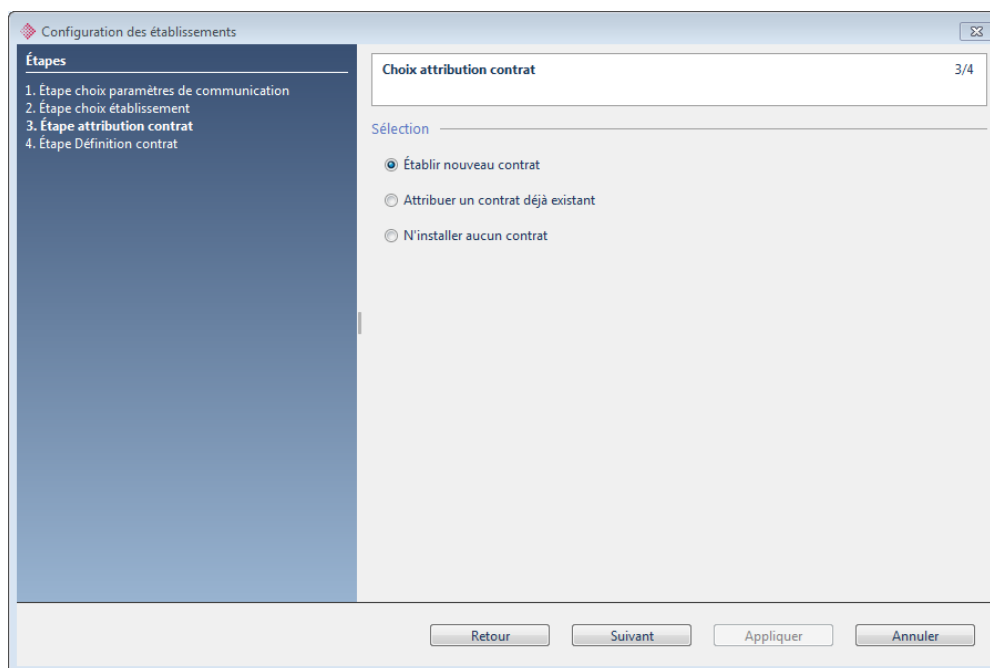 Configuration des établissements
Étapes
1. Étape choix paramètres de communication
2. Étape choix établissement
3. Étape attribution contrat
4. Étape Définition contrat
Choix attribution contrat 3/4
Sélection
Établir nouveau contrat
Attribuer un contrat déjà existant
N'installer aucun contrat
Retour Suivant Appliquer Annuler